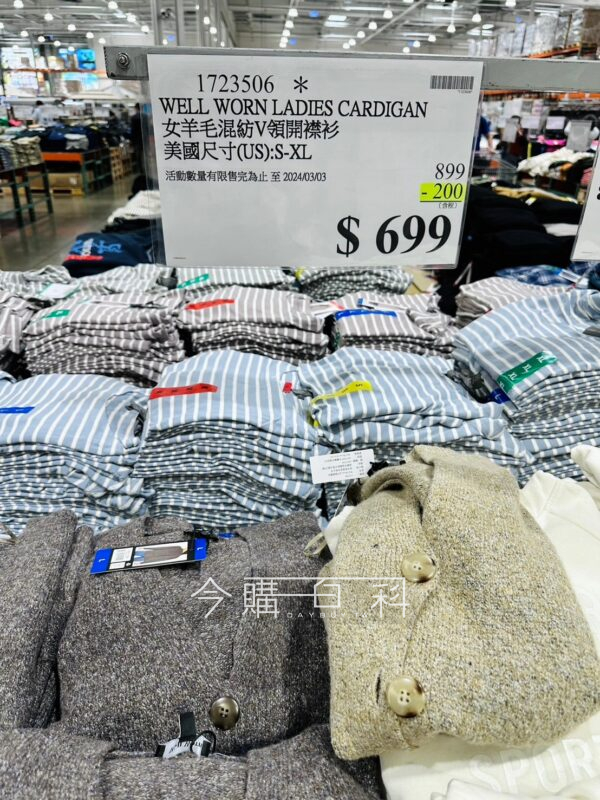 1723506 *
WELL WORN LADIES CARDIGAN
女羊毛混紡V領開襟衫
美國尺寸(US):S-XL
活動數量有限售完為止 至 2024/03/03
899
- 200
(含稅)
$ 699
XL
L
今購百科
SPORT